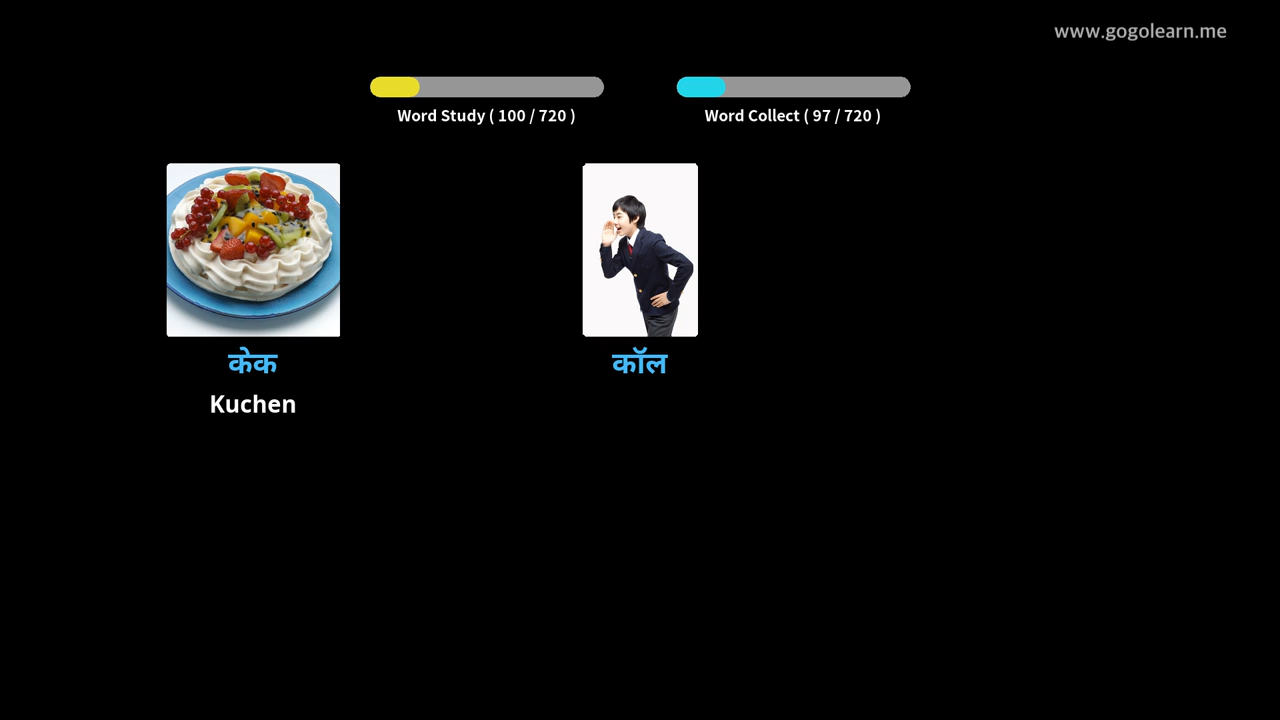 www.gogolearn.me
Word Study ( 100 / 720 )
Word Collect ( 97 / 720 )
केक
कॉल
Kuchen